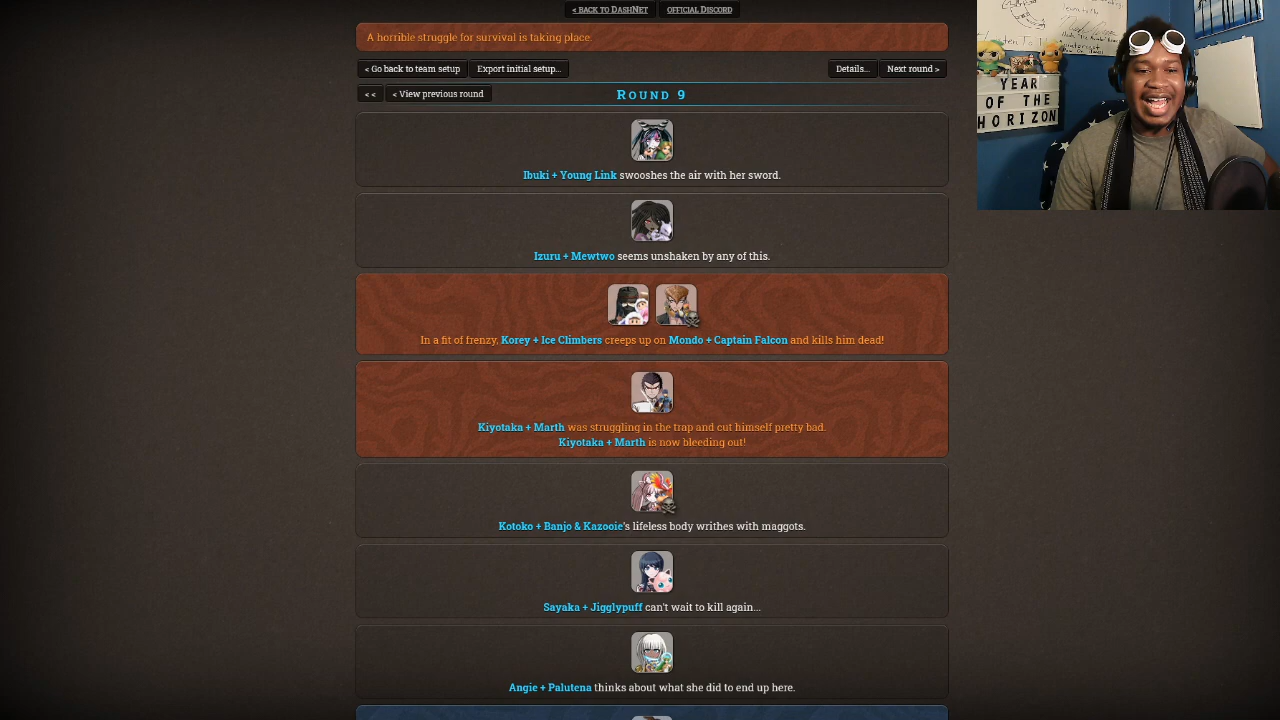 < BACK TO DASHNET
OFFICIAL DISCORD
A horrible struggle for survival is taking place:
< Go back to team setup
Export initial setup...
Details...
Next round >
< <
< View previous round
ROUND 9
Ibuki + Young Link swooshes the air with her sword.
Izuru + Mewtwo seems unshaken by any of this.
In a fit of frenzy, Korey + Ice Climbers creeps up on Mondo + Captain Falcon and kills him dead!
Kiyotaka + Marth was struggling in the trap and cut himself pretty bad.
Kiyotaka + Marth is now bleeding out!
Kotoko + Banjo & Kazooie's lifeless body writhes with maggots.
Sayaka + Jigglypuff can't wait to kill again...
Angie + Palutena thinks about what she did to end up here.
YEAR
OF THE
HORIZON